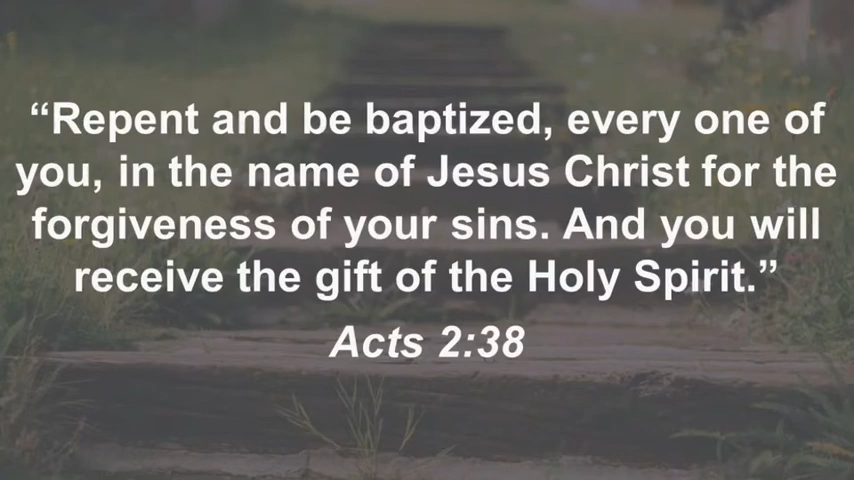 “Repent and be baptized, every one of
you, in the name of Jesus Christ for the
forgiveness of your sins. And you will
receive the gift of the Holy Spirit.”
Acts 2:38